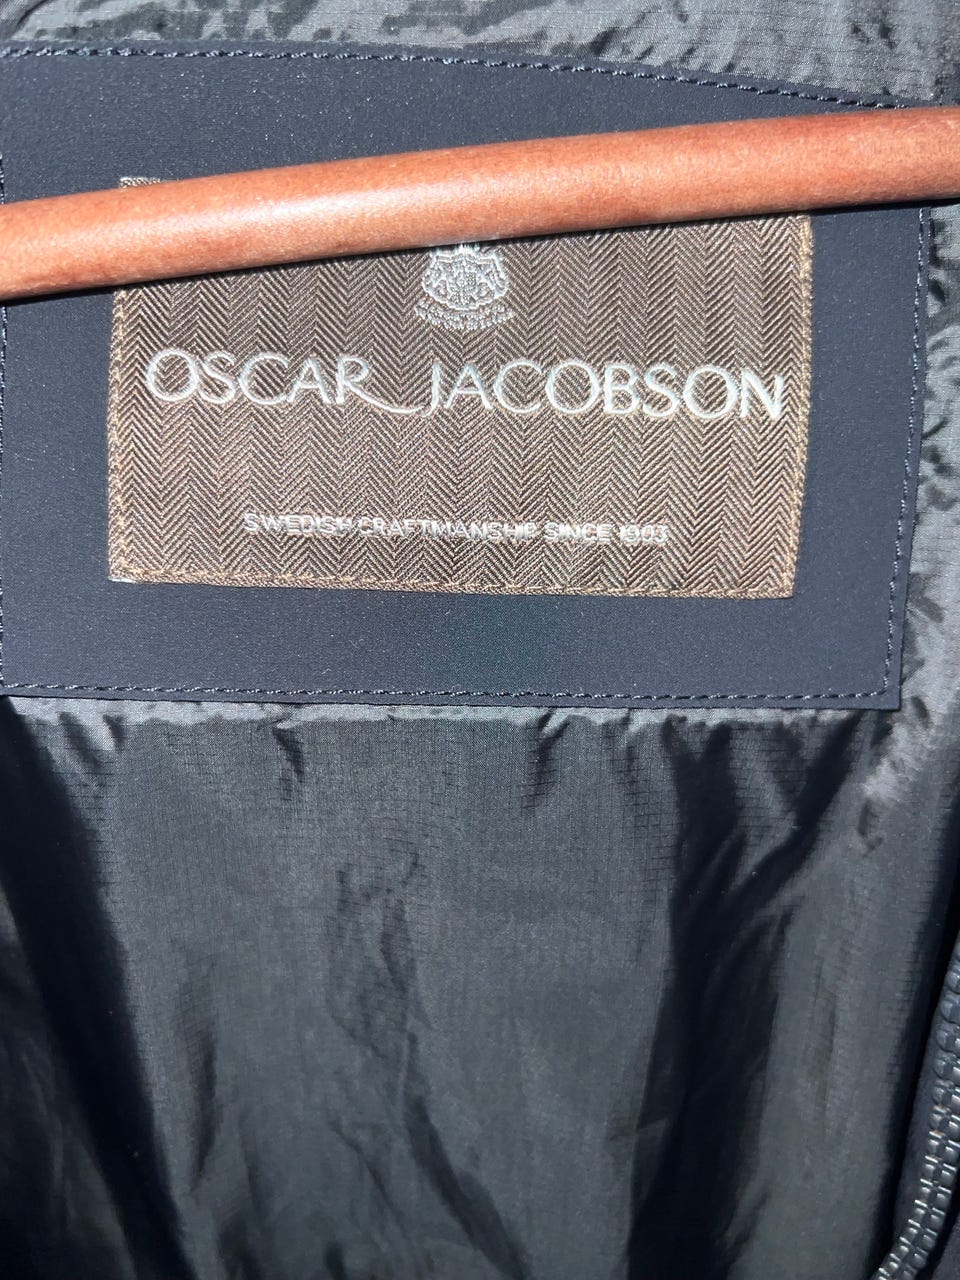 OSCAR JACOBSON
SWEDISH CRAFTMANSHIP SINCE 1903